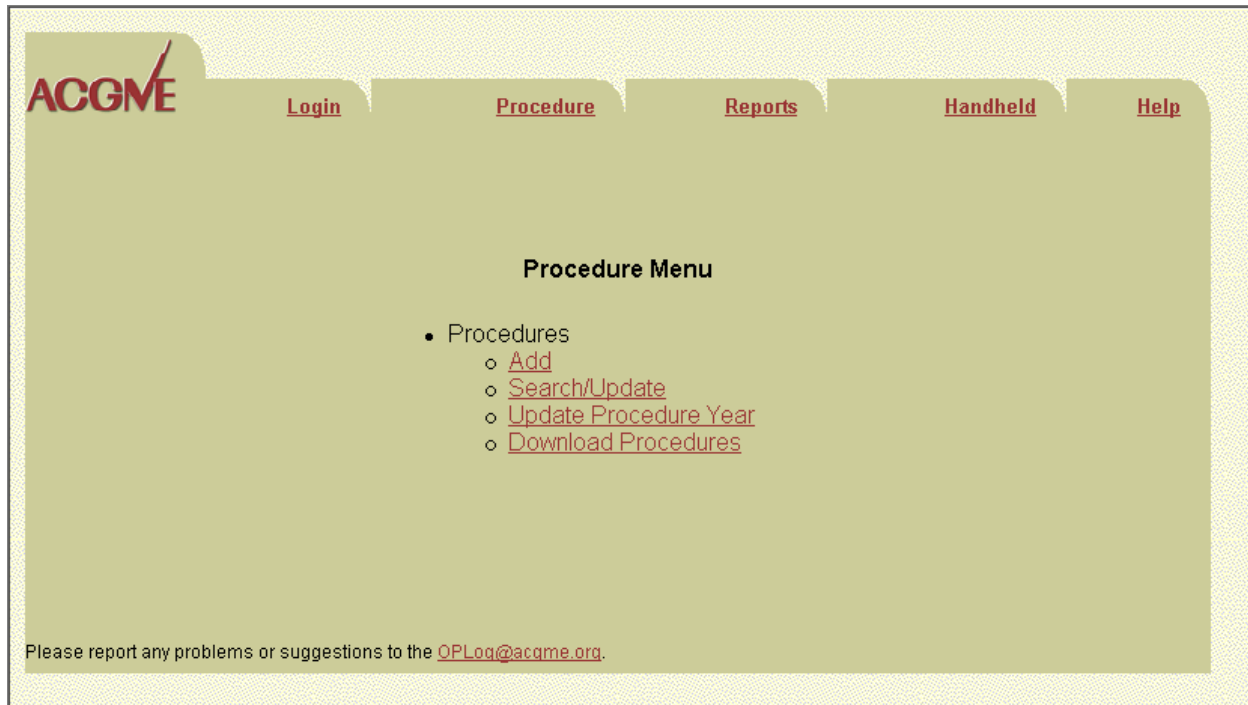 ACGME
Login Procedure Reports Handheld Help
Procedure Menu
• Procedures
o Add
o Search/Update
o Update Procedure Year
o Download Procedures
Please report any problems or suggestions to the OPLog@acgme.org.